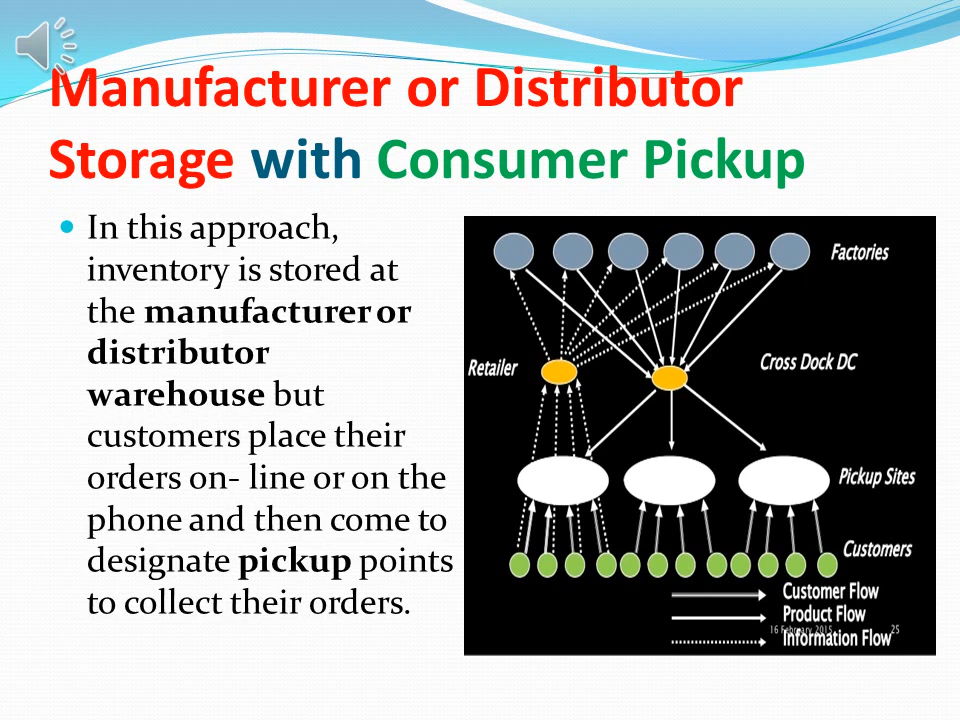 Manufacturer or Distributor
Storage with Consumer Pickup
In this approach,
inventory is stored at
the manufacturer or
distributor
warehouse but
customers place their
orders on- line or on the
phone and then come to
designate pickup points
to collect their orders.
Factories
Retailer
Cross Dock DC
Pickup Sites
Customers
Customer Flow
Product Flow
16 February 2015 25
Information Flow